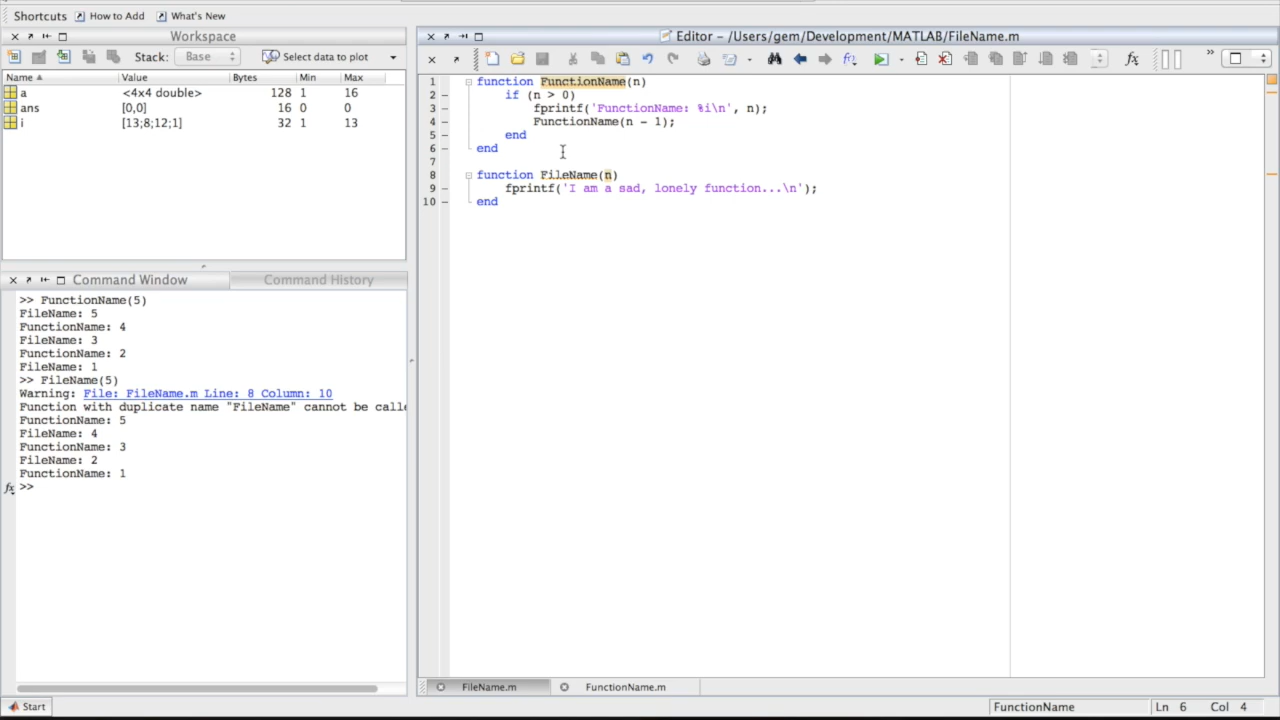 Shortcuts How to Add What's New
Workspace
Stack: Base Select data to plot
Name Value Bytes Min Max
a <4x4 double> 128 1 16
ans [0,0] 16 0 0
i [13;8;12;1] 32 1 13
Command Window Command History
>> FunctionName(5)
FileName: 5
FunctionName: 4
FileName: 3
FunctionName: 2
FileName: 1
>> FileName(5)
Warning: File: FileName.m Line: 8 Column: 10
Function with duplicate name "FileName" cannot be calle
FunctionName: 5
FileName: 4
FunctionName: 3
FileName: 2
FunctionName: 1
fx >>
Start
Editor – /Users/gem/Development/MATLAB/FileName.m
fx
1 function FunctionName(n)
2 – if (n > 0)
3 – fprintf('FunctionName: %i\n', n);
4 – FunctionName(n - 1);
5 – end
6 – end
7
8 function FileName(n)
9 – fprintf('I am a sad, lonely function...\n');
10 – end
FileName.m FunctionName.m
FunctionName Ln 6 Col 4